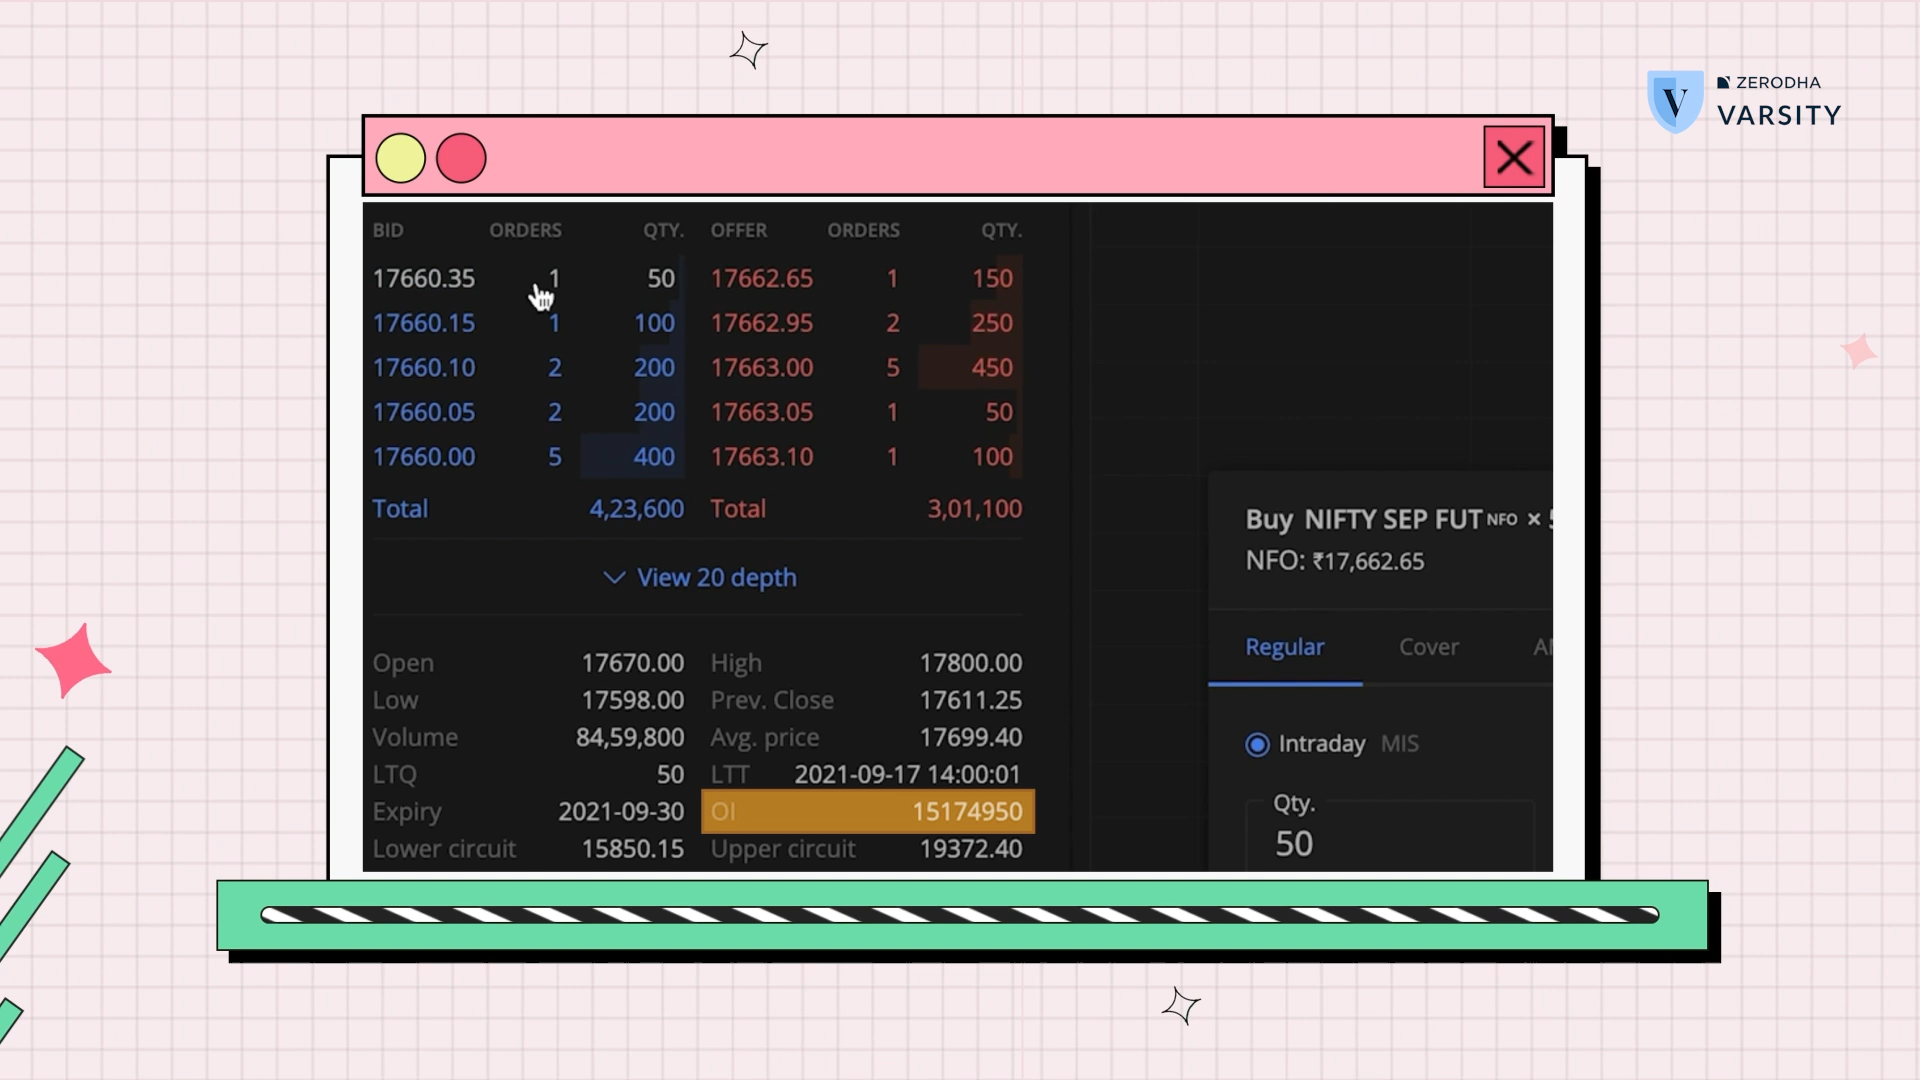 ZERODHA
VARSITY
BID ORDERS QTY. OFFER ORDERS QTY.
17660.35 1 50 17662.65 1 150
17660.15 1 100 17662.95 2 250
17660.10 2 200 17663.00 5 450
17660.05 2 200 17663.05 1 50
17660.00 5 400 17663.10 1 100
Total 4,23,600 Total 3,01,100
View 20 depth
Open 17670.00 High 17800.00
Low 17598.00 Prev. Close 17611.25
Volume 84,59,800 Avg. price 17699.40
LTQ 50 LTT 2021-09-17 14:00:01
Expiry 2021-09-30 OI 15174950
Lower circuit 15850.15 Upper circuit 19372.40
Buy NIFTY SEP FUT NFO ×
NFO: ₹17,662.65
Regular Cover
Intraday MIS
Qty.
50